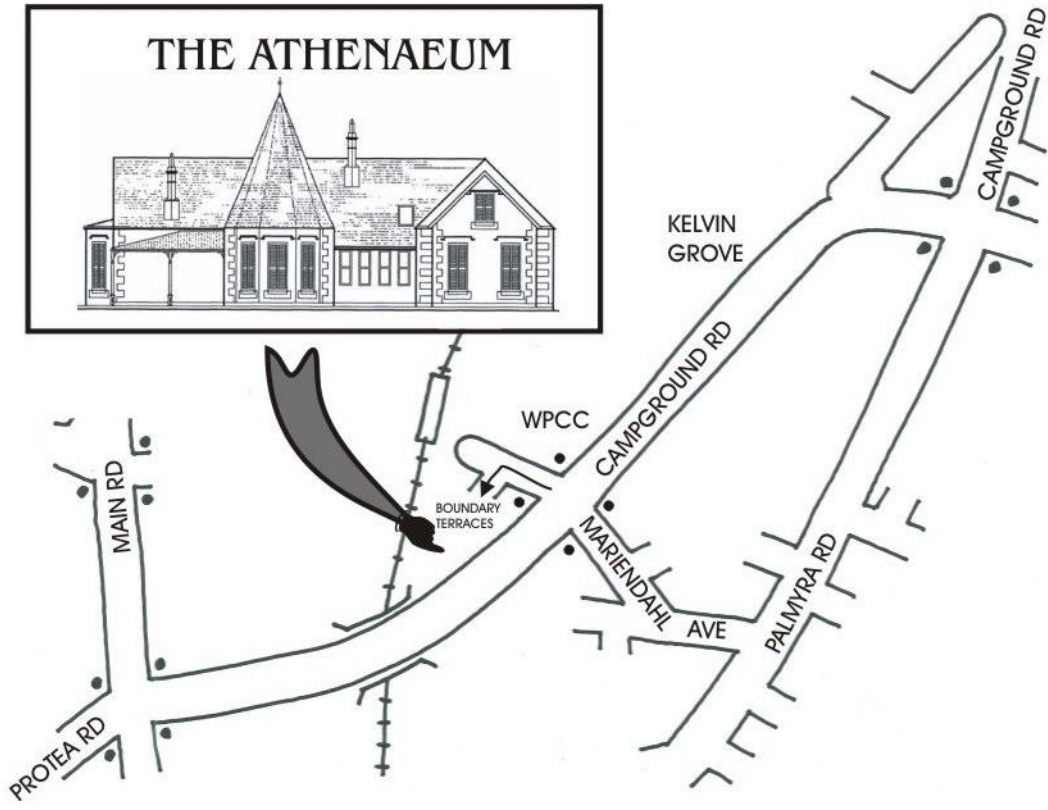 THE ATHENAEUM
CAMPGROUND RD
KELVIN
GROVE
CAMPGROUND RD
WPCC
BOUNDARY
TERRACES
MAIN RD
MARIENDAHL
AVE
PALMYRA RD
PROTEA RD